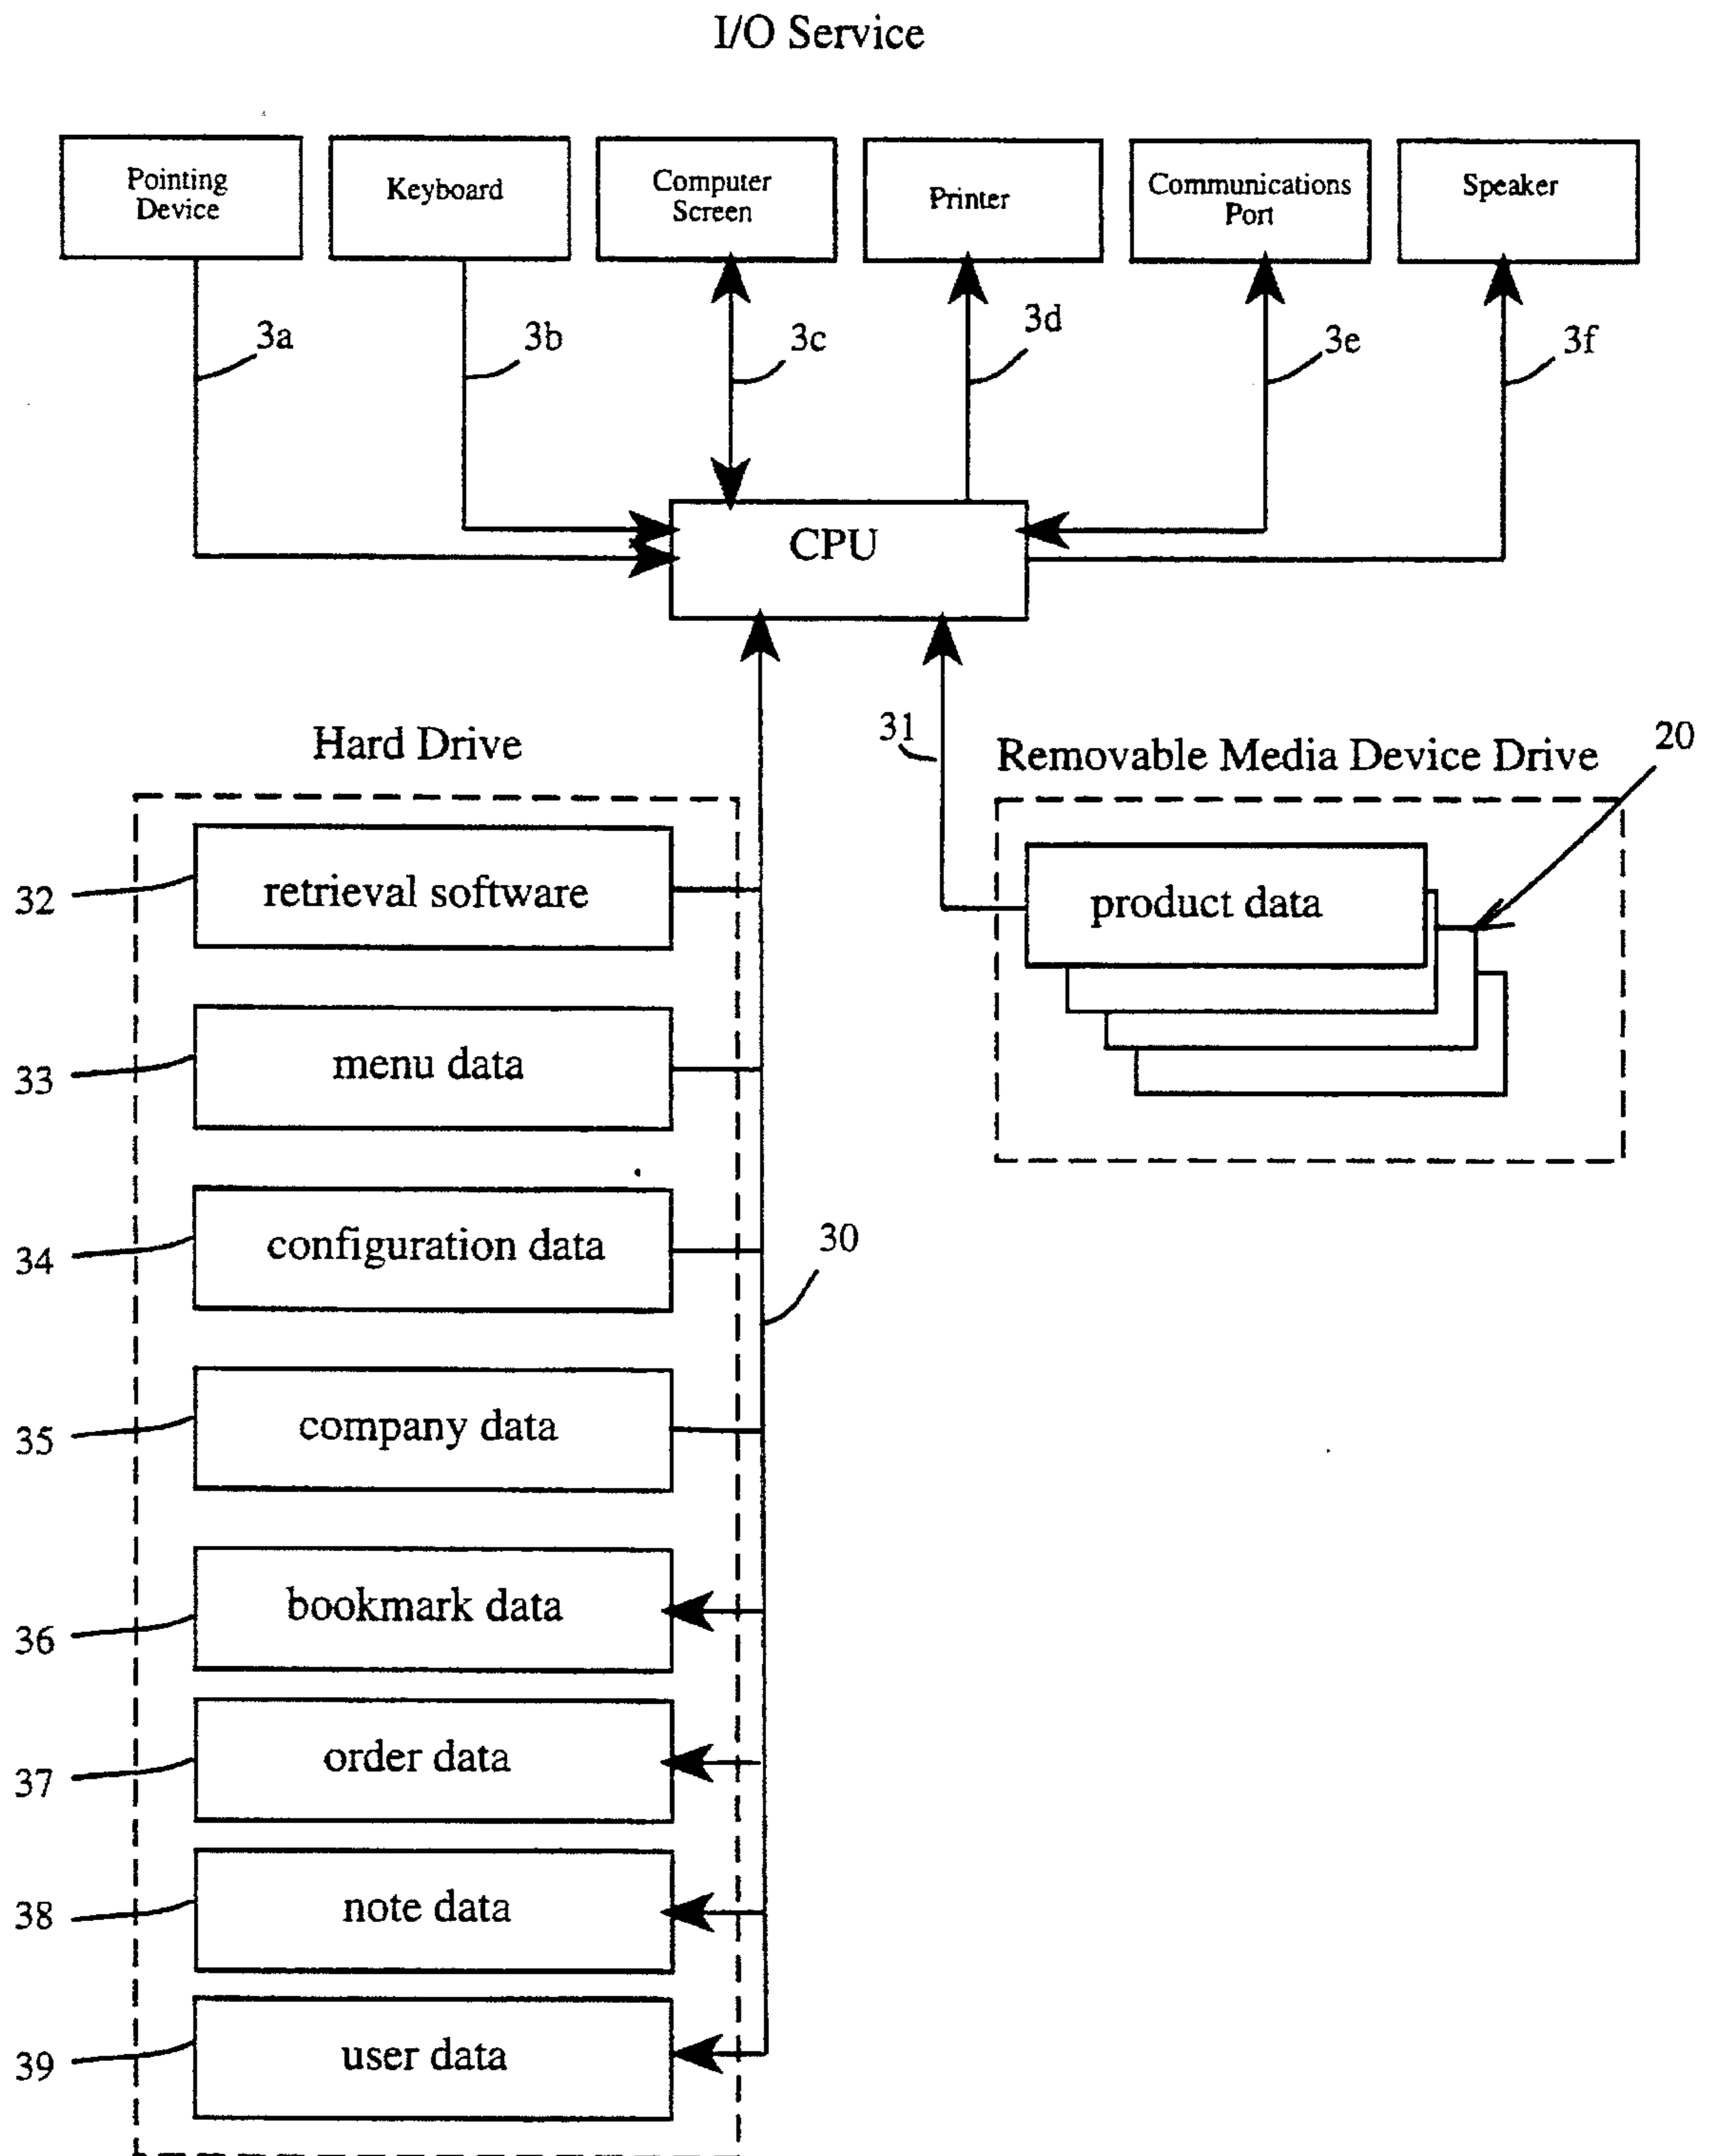 I/O Service
Pointing
Device
Keyboard
Computer
Screen
Printer
Communications
Port
Speaker
3a
3b
3c
3d
3e
3f
CPU
Hard Drive
31
Removable Media Device Drive
20
32
retrieval software
product data
33
menu data
34
configuration data
30
35
company data
36
bookmark data
37
order data
38
note data
39
user data